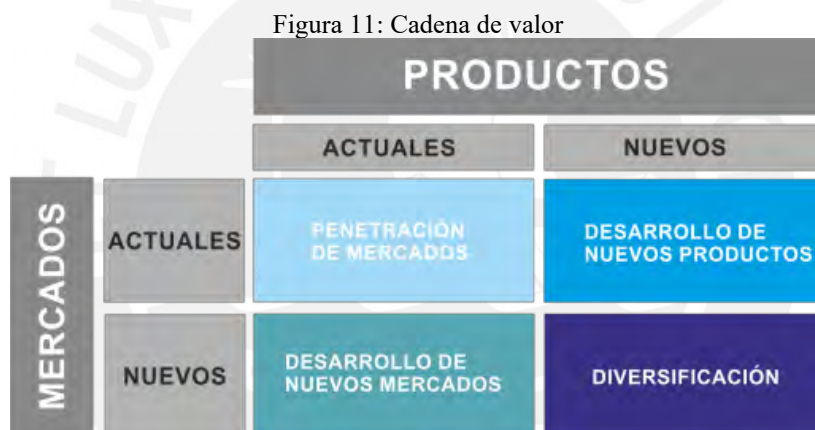 Figura 11: Cadena de valor
PRODUCTOS
ACTUALES
NUEVOS
MERCADOS
ACTUALES
PENETRACIÓN
DE MERCADOS
DESARROLLO DE
NUEVOS PRODUCTOS
NUEVOS
DESARROLLO DE
NUEVOS MERCADOS
DIVERSIFICACIÓN